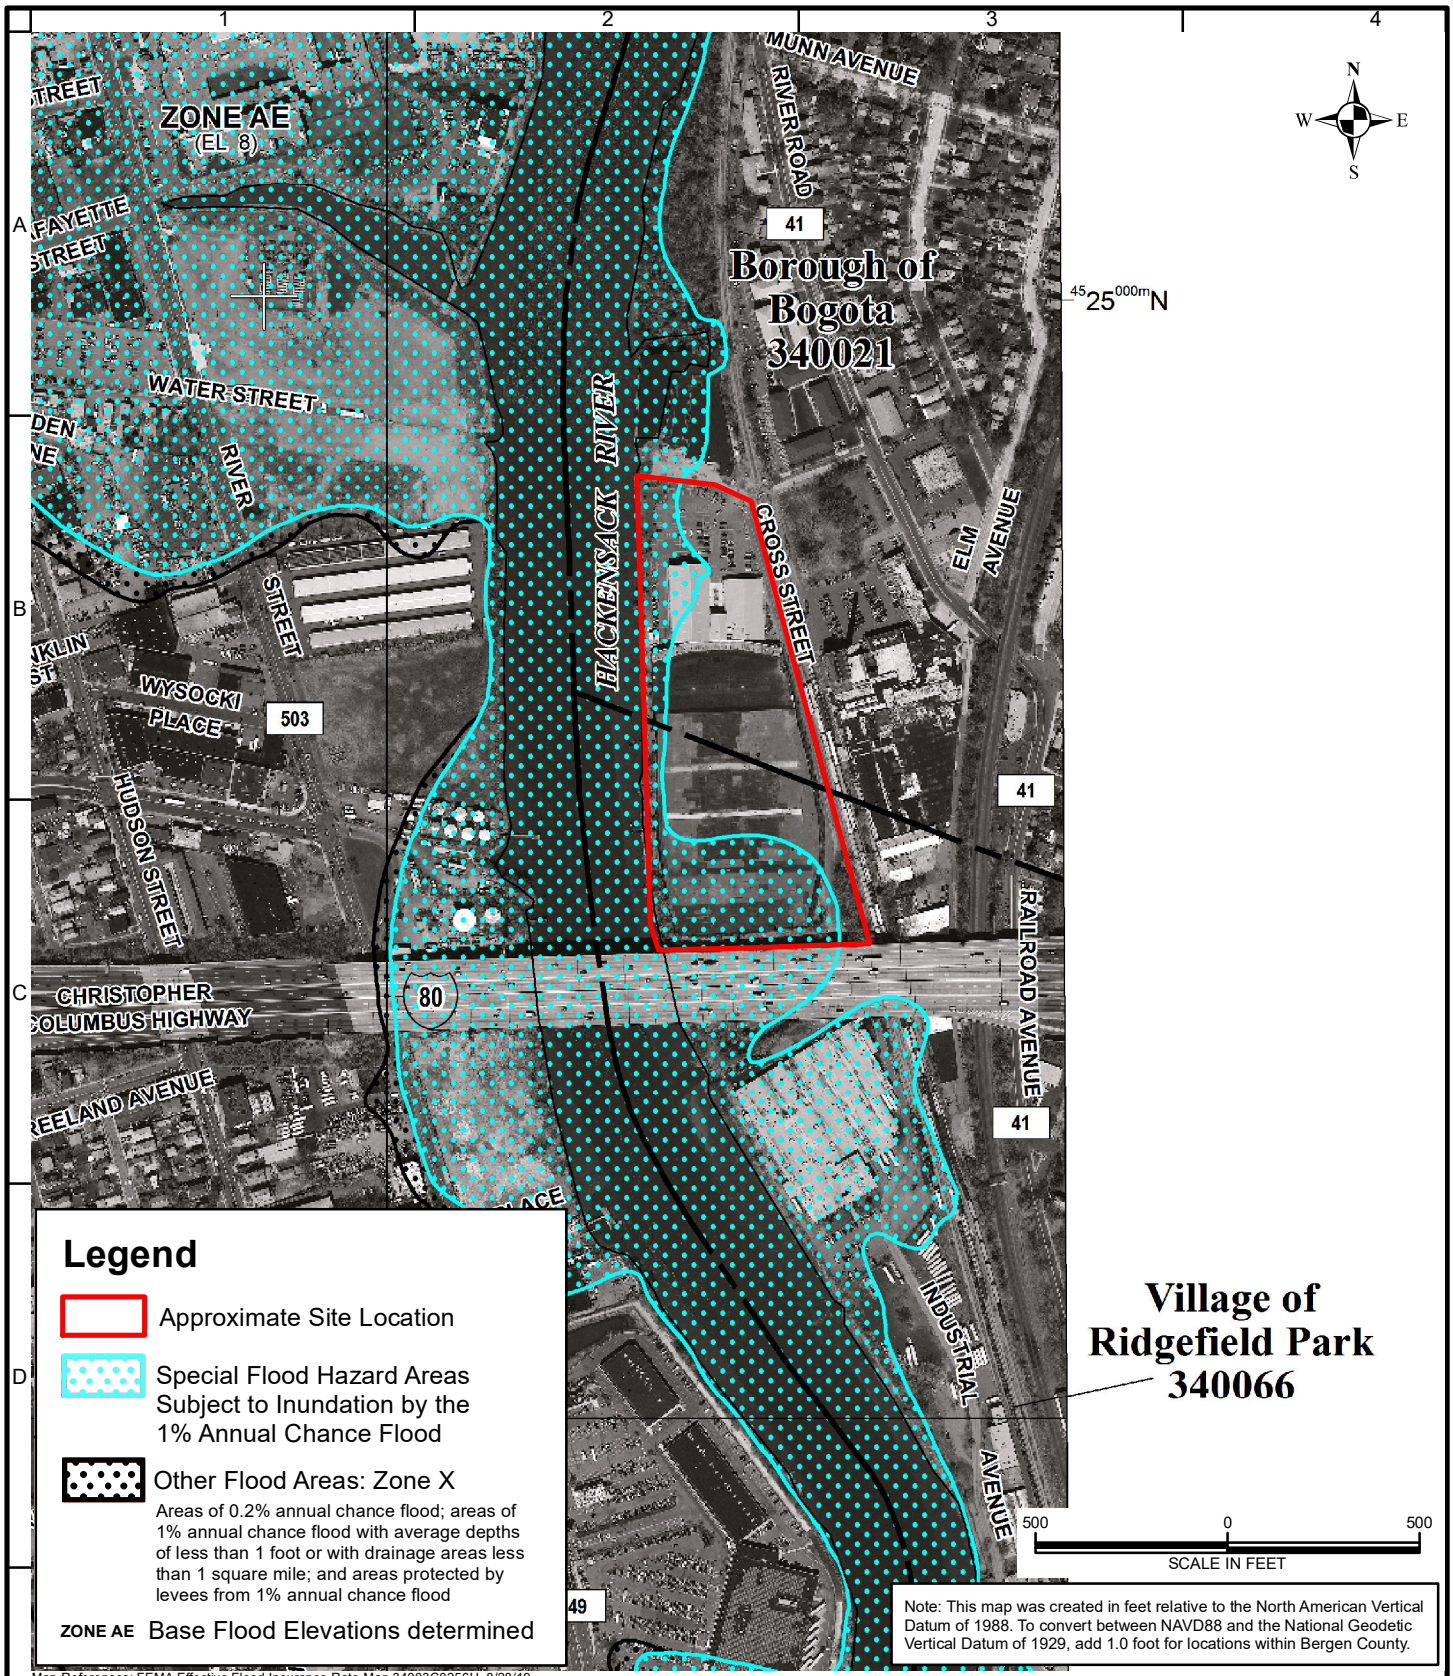 1
2
3
4
A
B
C
D
N
W
E
S
TREET
ZONE AE
(EL 8)
AFAYETTE
STREET
WATER STREET
DEN
NE
RIVER
STREET
NKLIN
ST
WYSOCKI
PLACE
503
HUDSON STREET
CHRISTOPHER
COLUMBUS HIGHWAY
80
REELAND AVENUE
PLACE
HACKENSACK RIVER
MUNN AVENUE
RIVER ROAD
41
Borough of
Bogota
340021
4525000mN
CROSS STREET
ELM
AVENUE
41
RAILROAD AVENUE
41
INDUSTRIAL
AVENUE
Village of
Ridgefield Park
340066
49
Legend
Approximate Site Location
Special Flood Hazard Areas
Subject to Inundation by the
1% Annual Chance Flood
Other Flood Areas: Zone X
Areas of 0.2% annual chance flood; areas of
1% annual chance flood with average depths
of less than 1 foot or with drainage areas less
than 1 square mile; and areas protected by
levees from 1% annual chance flood
ZONE AE Base Flood Elevations determined
500 0 500
SCALE IN FEET
Note: This map was created in feet relative to the North American Vertical
Datum of 1988. To convert between NAVD88 and the National Geodetic
Vertical Datum of 1929, add 1.0 foot for locations within Bergen County.